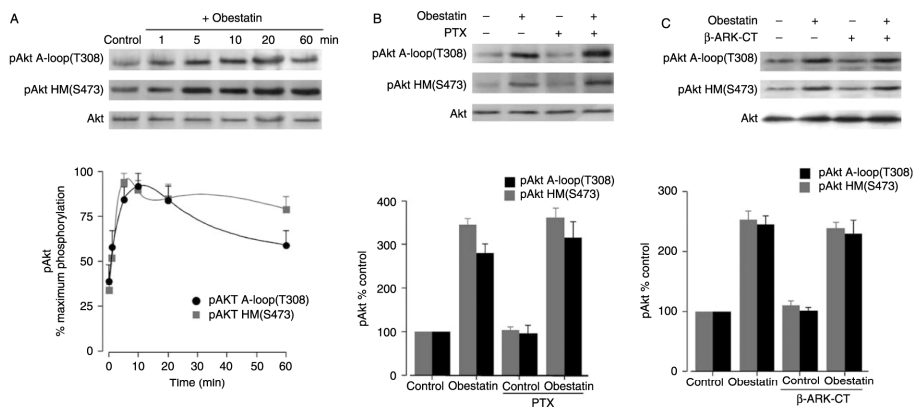 A
+ Obestatin
Control 1 5 10 20 60 min
pAkt A-loop(T308)
pAkt HM(S473)
Akt
100
75
50
25
0
pAkt
% maximum phosphorylation
pAKT A-loop(T308)
pAKT HM(S473)
0 10 20 30 40 50 60
Time (min)
B
Obestatin – + – +
PTX – – + +
pAkt A-loop(T308)
pAkt HM(S473)
Akt
pAkt A-loop(T308)
pAkt HM(S473)
400
300
200
100
0
pAkt % control
Control Obestatin Control Obestatin
PTX
C
Obestatin – + – +
β-ARK-CT – – + +
pAkt A-loop(T308)
pAkt HM(S473)
Akt
pAkt A-loop(T308)
pAkt HM(S473)
300
200
100
0
pAkt % control
Control Obestatin Control Obestatin
β-ARK-CT